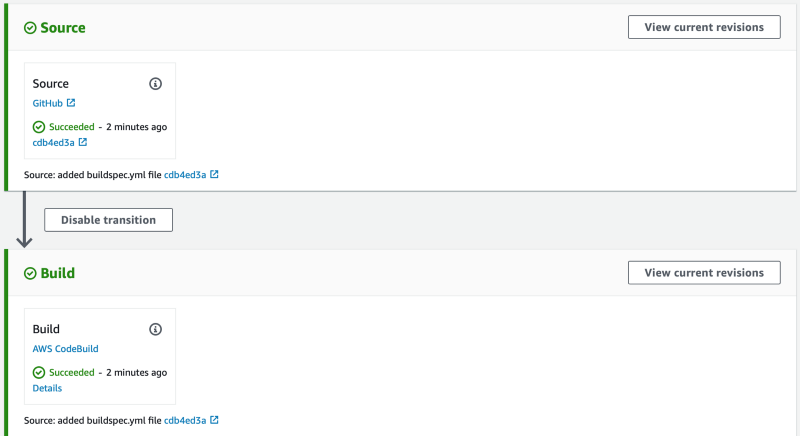 Source
View current revisions
Source
GitHub
Succeeded - 2 minutes ago
cdb4ed3a
Source: added buildspec.yml file cdb4ed3a
Disable transition
Build
View current revisions
Build
AWS CodeBuild
Succeeded - 2 minutes ago
Details
Source: added buildspec.yml file cdb4ed3a